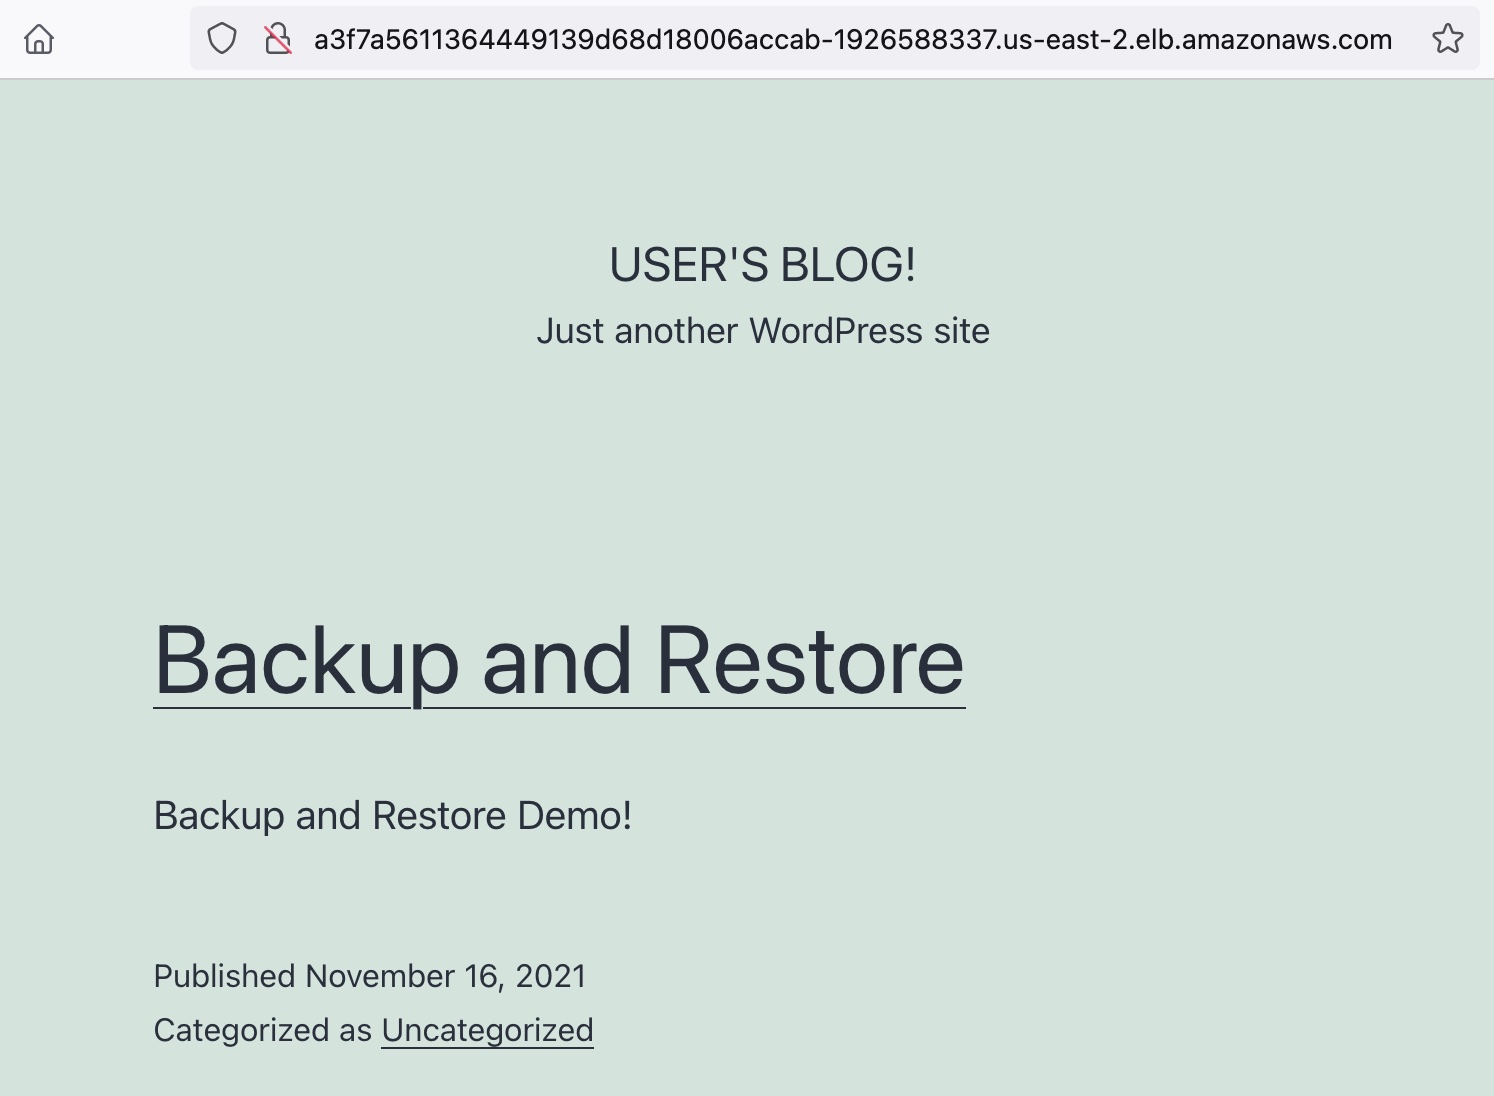 a3f7a5611364449139d68d18006accab-1926588337.us-east-2.elb.amazonaws.com
USER'S BLOG!
Just another WordPress site
Backup and Restore
Backup and Restore Demo!
Published November 16, 2021
Categorized as Uncategorized